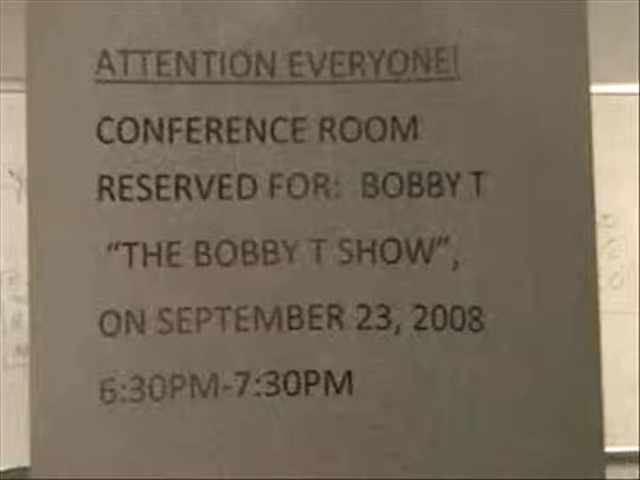 ATTENTION EVERYONE!
CONFERENCE ROOM
RESERVED FOR: BOBBY T
“THE BOBBY T SHOW”,
ON SEPTEMBER 23, 2008
6:30PM-7:30PM